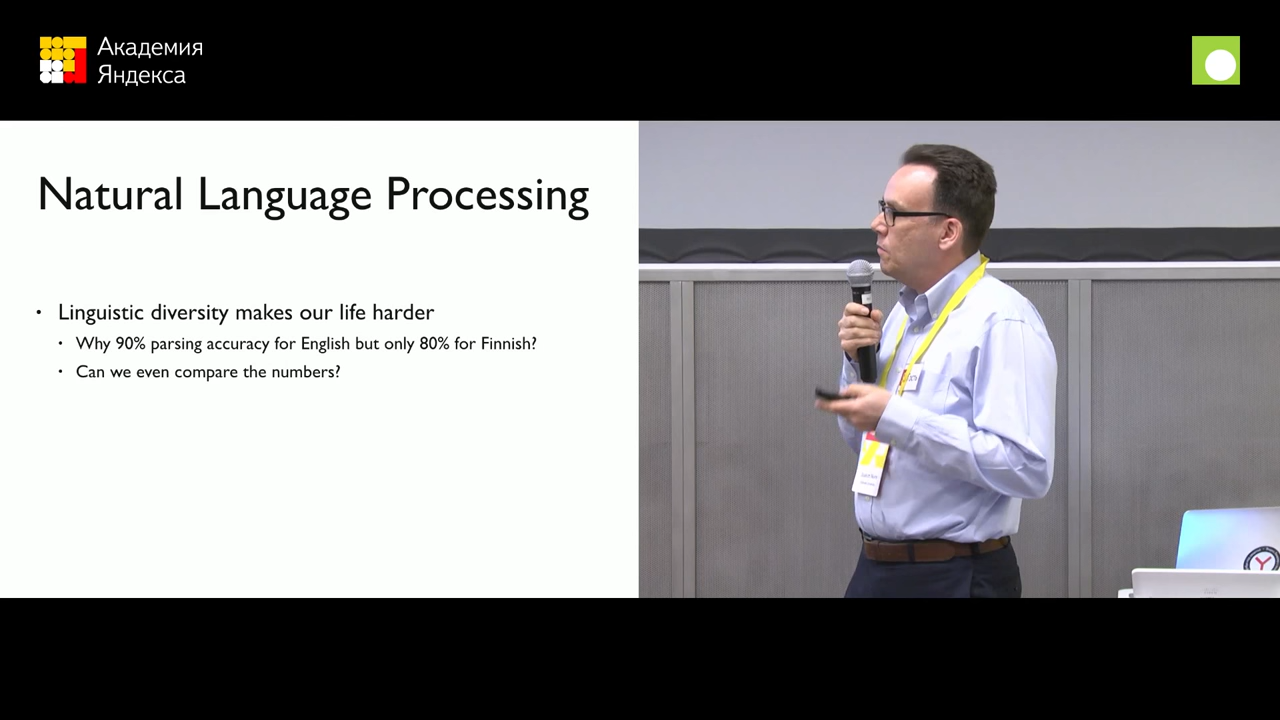 Академия
Яндекса
Natural Language Processing
• Linguistic diversity makes our life harder
• Why 90% parsing accuracy for English but only 80% for Finnish?
• Can we even compare the numbers?